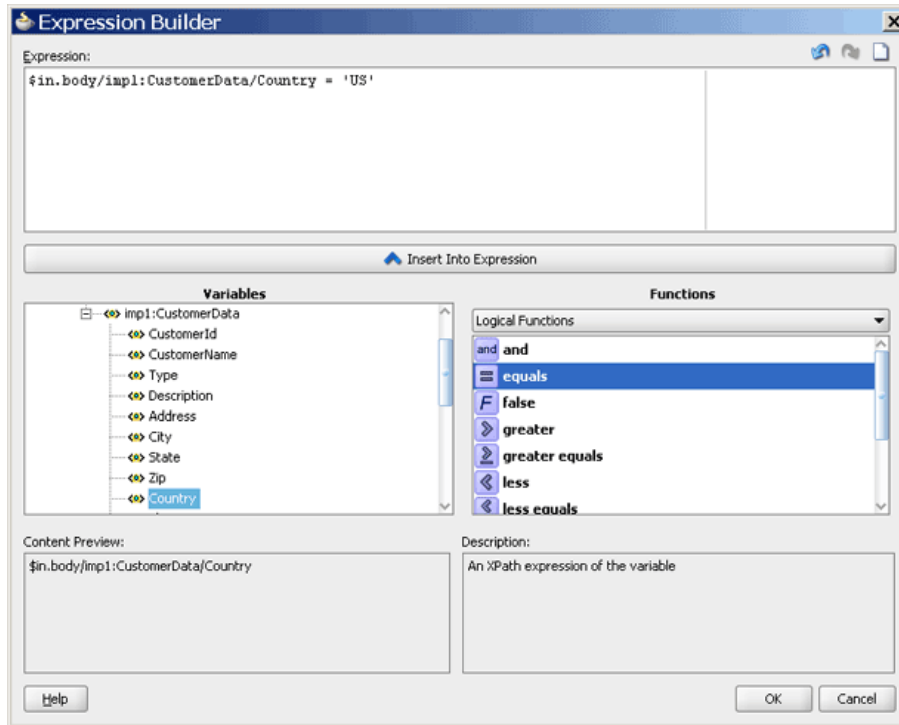 Expression Builder
Expression:
$in.body/imp1:CustomerData/Country = 'US'
Insert Into Expression
Variables
Functions
imp1:CustomerData
CustomerId
CustomerName
Type
Description
Address
City
State
Zip
Country
Logical Functions
and and
= equals
F false
greater
greater equals
less
less equals
Content Preview:
$in.body/imp1:CustomerData/Country
Description:
An XPath expression of the variable
Help
OK
Cancel